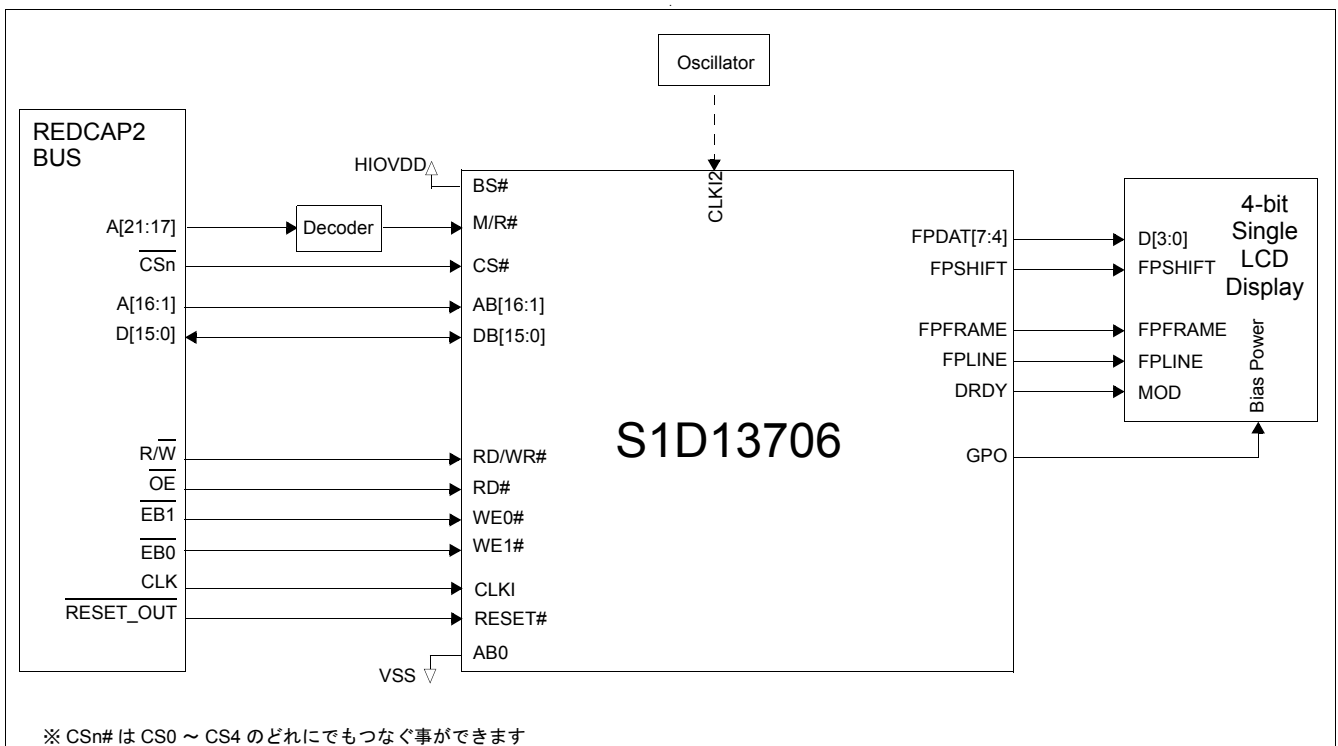 Oscillator
REDCAP2
BUS
HIOVDD
BS#
CLKI2
A[21:17]
Decoder
M/R#
CSn
CS#
A[16:1]
AB[16:1]
D[15:0]
DB[15:0]
R/W
RD/WR#
OE
RD#
EB1
WE0#
EB0
WE1#
CLK
CLKI
RESET_OUT
RESET#
AB0
VSS
S1D13706
FPDAT[7:4]
FPSHIFT
FPFRAME
FPLINE
DRDY
GPO
4-bit
Single
LCD
Display
D[3:0]
FPSHIFT
FPFRAME
FPLINE
MOD
Bias Power
※ CSn# は CS0 ～ CS4 のどれにでもつなぐ事ができます